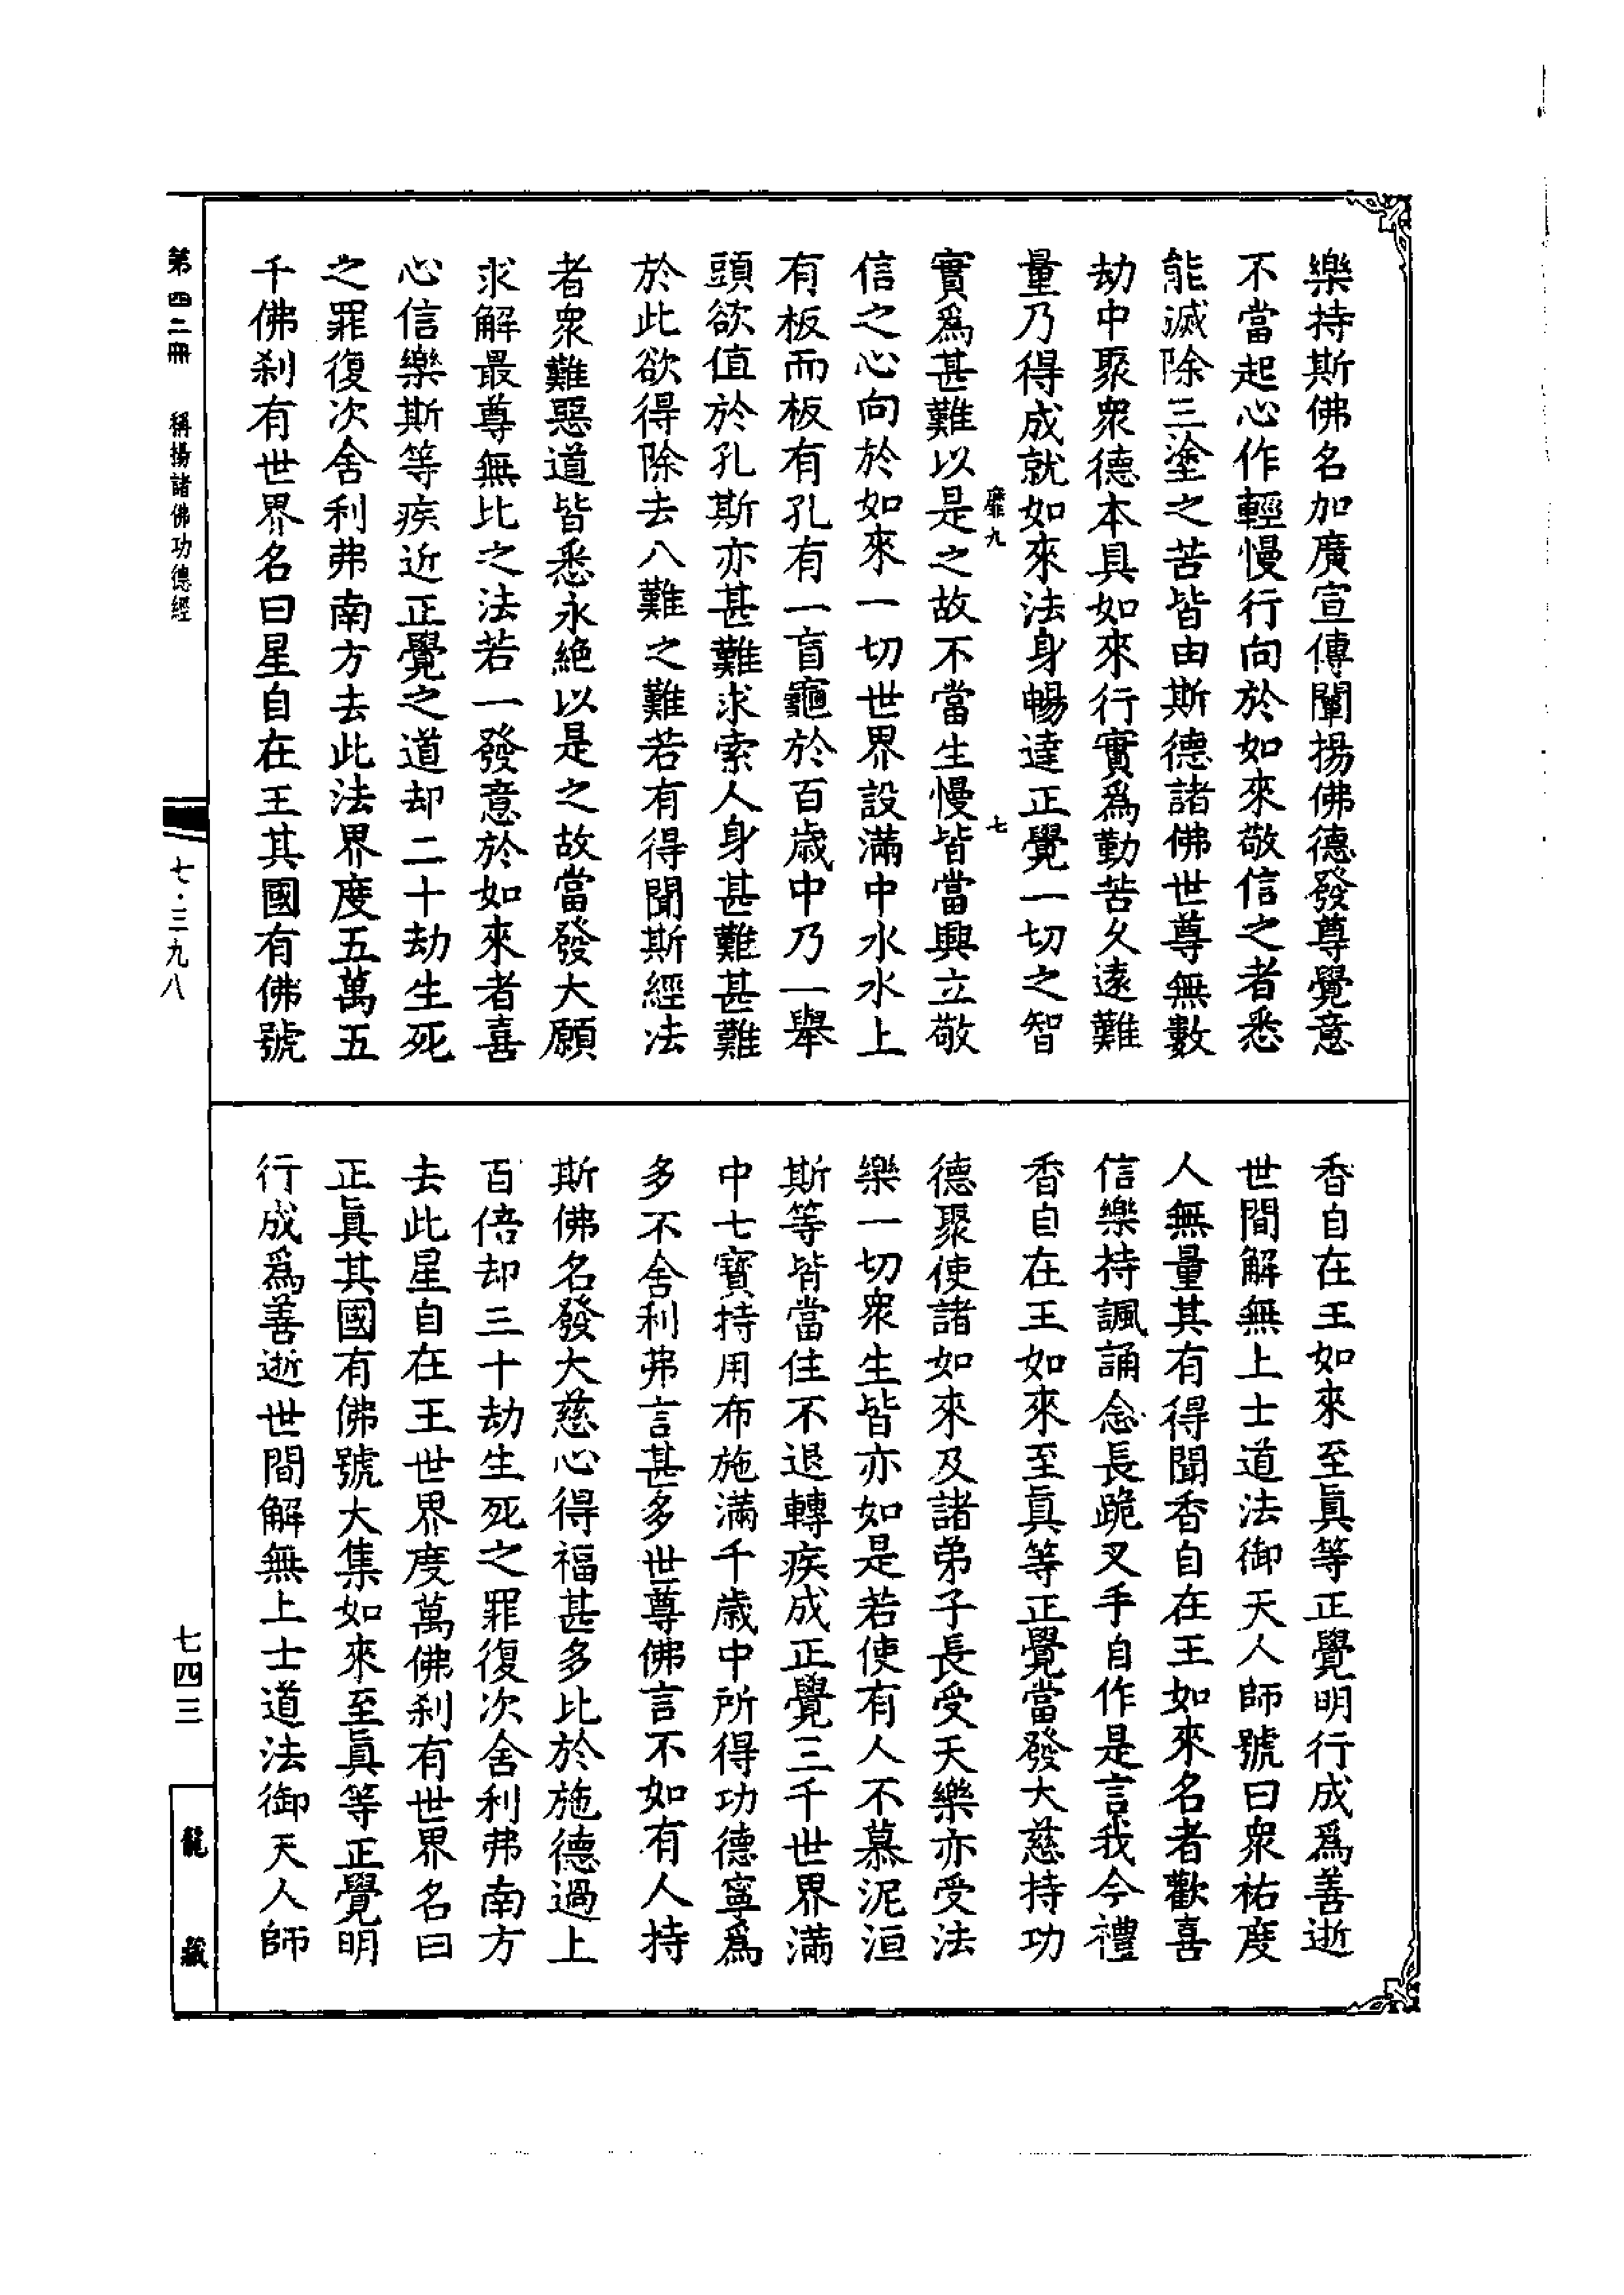 樂持斯佛名加廣宣傳闡揚佛德發尊覺意
不當起心作輕慢行向於如來敬信之者悉
能滅除三塗之苦皆由斯德諸佛世尊無數
劫中聚衆德本具如來行實爲勤苦久遠難
量乃得成就如來法身暢達正覺一切之智
靡九 七
實爲甚難以是之故不當生慢皆當興立敬
信之心向於如來一切世界設滿中水水上
有板而板有孔有一盲龜於百歲中乃一舉
頭欲值於孔斯亦甚難求索人身甚難甚難
於此欲得除去八難之難若有得聞斯經法
者衆難惡道皆悉永絶以是之故當發大願
求解最尊無比之法若一發意於如來者喜
心信樂斯等疾近正覺之道却二十劫生死
之罪復次舍利弗南方去此法界度五萬五
千佛刹有世界名曰星自在王其國有佛號
香自在王如來至眞等正覺明行成爲善逝
世間解無上士道法御天人師號曰衆祐度
人無量其有得聞香自在王如來名者歡喜
信樂持諷誦念長跪叉手自作是言我今禮
香自在王如來至眞等正覺當發大慈持功
德聚使諸如來及諸弟子長受天樂亦受法
樂一切衆生皆亦如是若使有人不慕泥洹
斯等皆當住不退轉疾成正覺三千世界滿
中七寶持用布施滿千歲中所得功德寧爲
多不舍利弗言甚多世尊佛言不如有人持
斯佛名發大慈心得福甚多比於施德過上
百倍却三十劫生死之罪復次舍利弗南方
去此星自在王世界度萬佛刹有世界名曰
正眞其國有佛號大集如來至眞等正覺明
行成爲善逝世間解無上士道法御天人師
第四二冊 稱揚諸佛功德經
七·三九八
七四三
龍藏